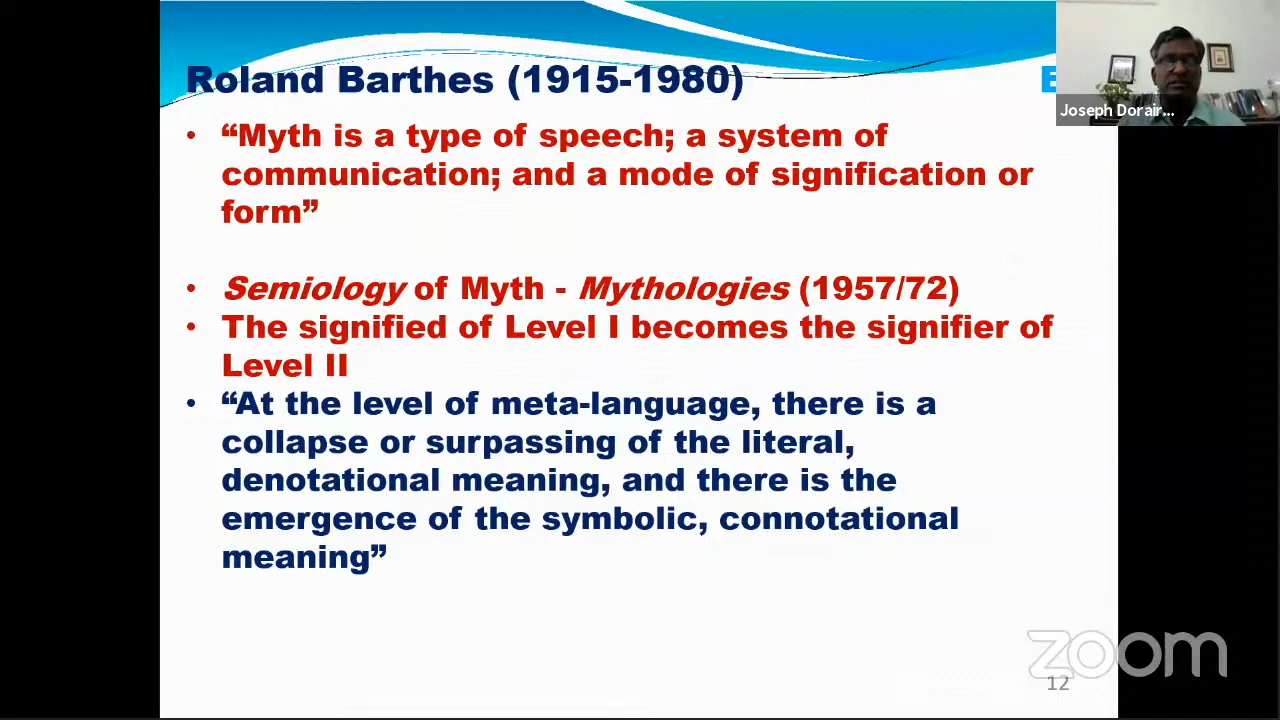 Roland Barthes (1915-1980)
E
Joseph Dorair...
• “Myth is a type of speech; a system of
communication; and a mode of signification or
form”
• Semiology of Myth - Mythologies (1957/72)
• The signified of Level I becomes the signifier of
Level II
• “At the level of meta-language, there is a
collapse or surpassing of the literal,
denotational meaning, and there is the
emergence of the symbolic, connotational
meaning”
zoom
12